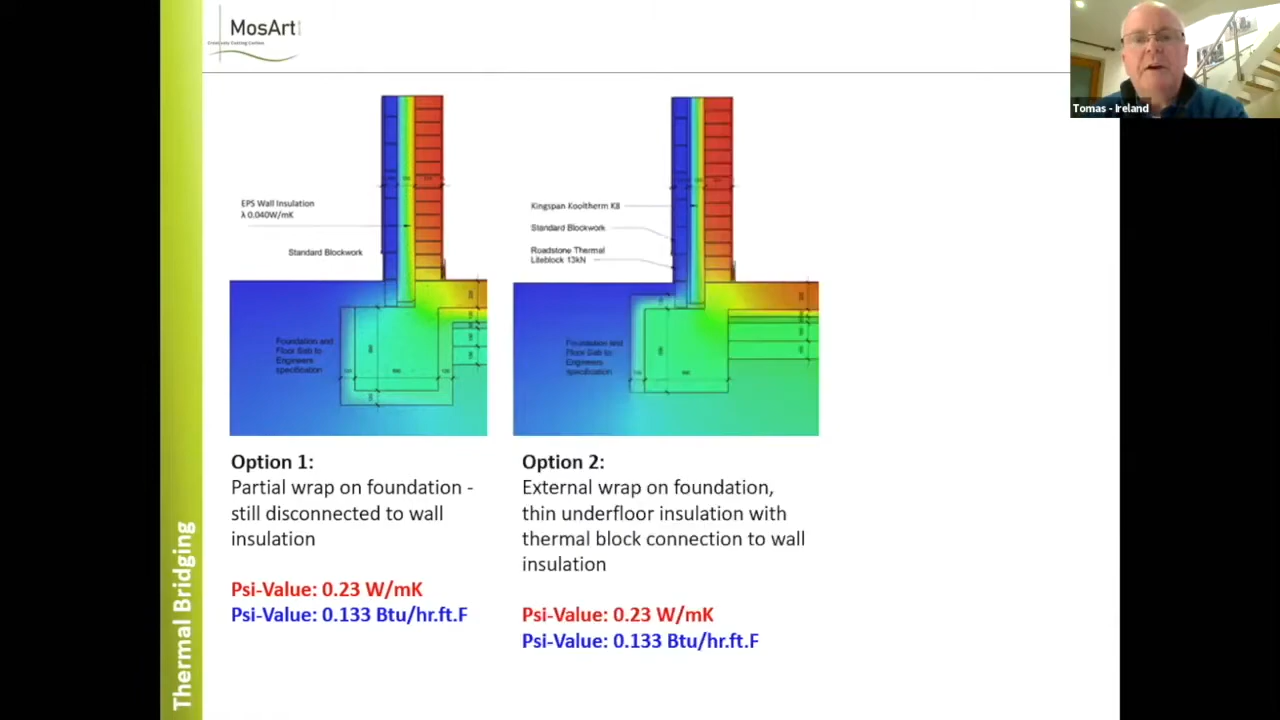 MosArt
Tomas - Ireland
EPS Wall Insulation
λ 0.040W/mK
Standard Blockwork
Foundation and
Floor Slab to
Engineers
specification
Kingspan Kooltherm K8
Standard Blockwork
Roadstone Thermal
Liteblock 13kN
Foundation and
Floor Slab to
Engineers
specification
Option 1:
Partial wrap on foundation -
still disconnected to wall
insulation
Psi-Value: 0.23 W/mK
Psi-Value: 0.133 Btu/hr.ft.F
Option 2:
External wrap on foundation,
thin underfloor insulation with
thermal block connection to wall
insulation
Psi-Value: 0.23 W/mK
Psi-Value: 0.133 Btu/hr.ft.F
Thermal Bridging